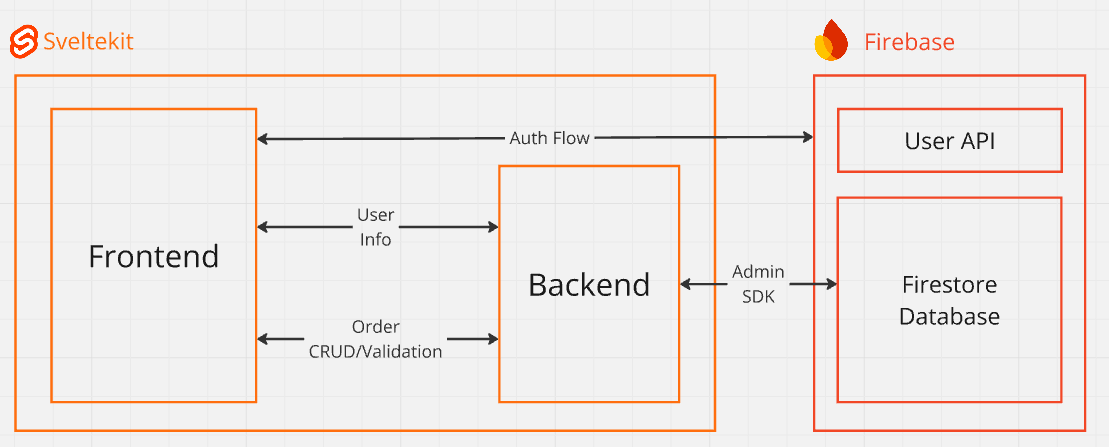 Sveltekit
Firebase
Auth Flow
User API
User
Info
Frontend
Backend
Admin
SDK
Firestore
Database
Order
CRUD/Validation